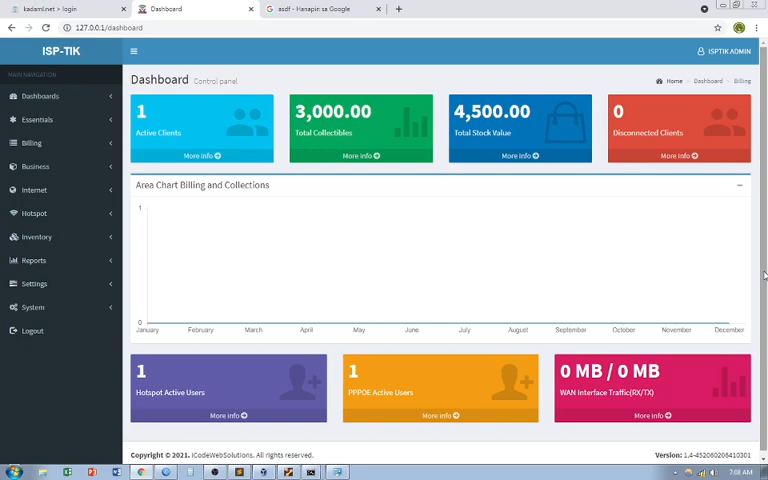 kadaml.net > login
Dashboard
asdf - Hanapin sa Google
127.0.0.1/dashboard
ISP-TIK
ISPTIK ADMIN
MAIN NAVIGATION
Dashboards
Essentials
Billing
Business
Internet
Hotspot
Inventory
Reports
Settings
System
Logout
Dashboard Control panel
Home > Dashboard > Billing
1
Active Clients
More info
3,000.00
Total Collectibles
More info
4,500.00
Total Stock Value
More info
0
Disconnected Clients
More info
Area Chart Billing and Collections
1
0
January February March April May June July August September October November December
1
Hotspot Active Users
More info
1
PPPOE Active Users
More info
0 MB / 0 MB
WAN Interface Traffic(RX/TX)
More info
Copyright © 2021. ICodeWebSolutions. All rights reserved.
Version: 1.4-452060206410301
7:08 AM